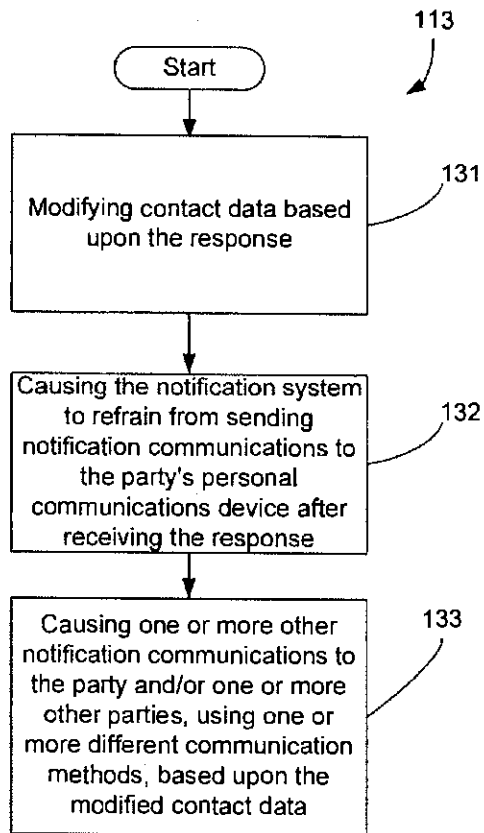 113
Start
131
Modifying contact data based
upon the response
Causing the notification system
to refrain from sending
notification communications to
the party's personal
communications device after
receiving the response
132
Causing one or more other
notification communications to
the party and/or one or more
other parties, using one or
more different communication
methods, based upon the
modified contact data
133